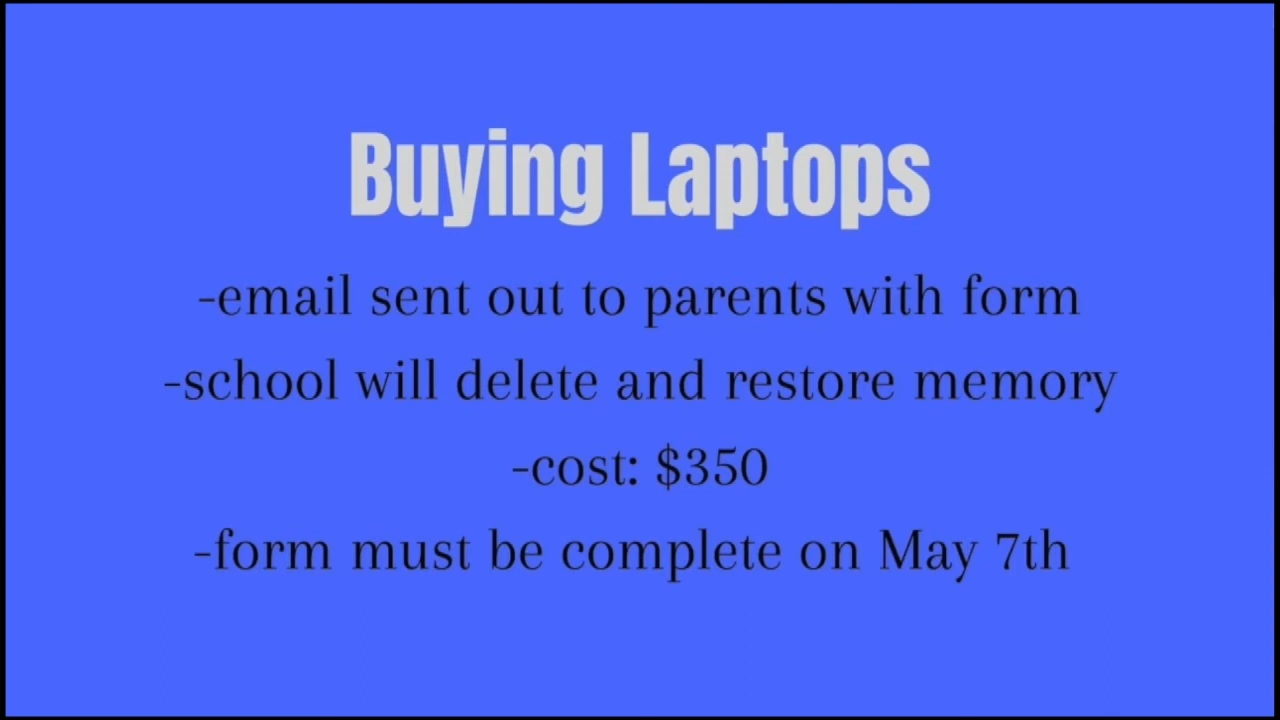 Buying Laptops
-email sent out to parents with form
-school will delete and restore memory
-cost: $350
-form must be complete on May 7th